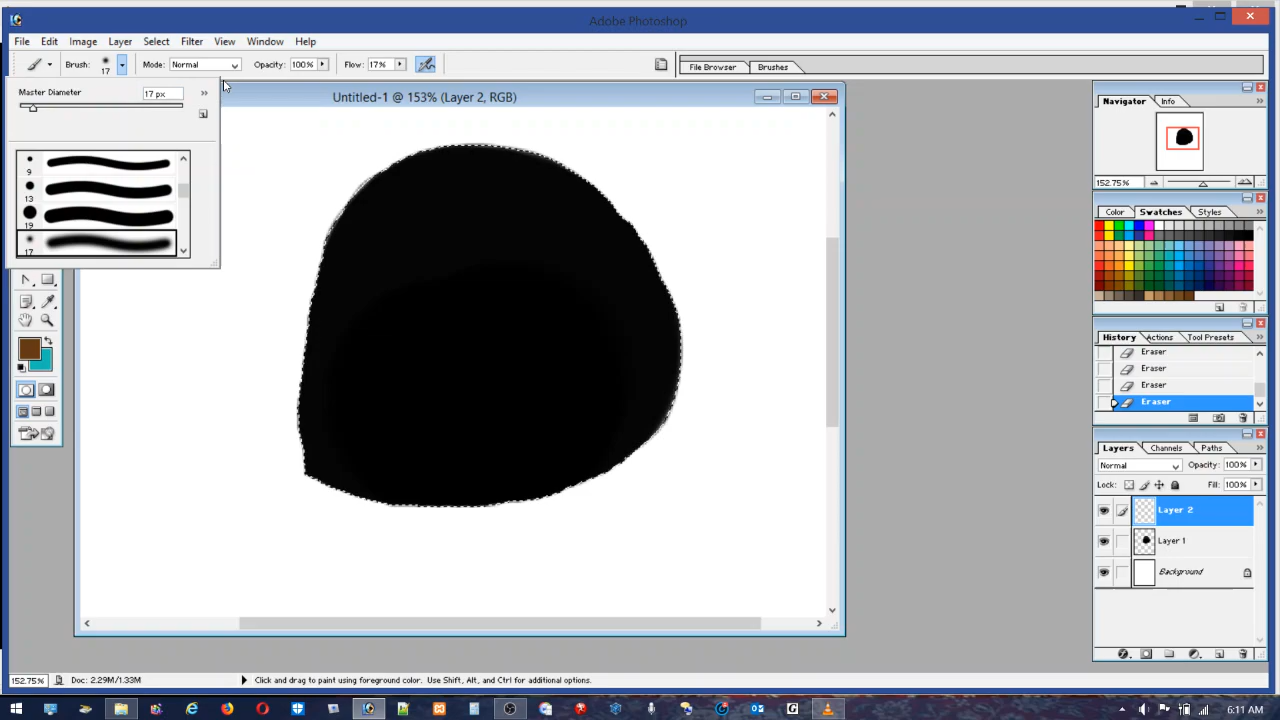 Adobe Photoshop
File Edit Image Layer Select Filter View Window Help
Brush: 17 Mode: Normal Opacity: 100% Flow: 17% File Browser Brushes
Master Diameter 17 px
9
13
19
17
Untitled-1 @ 153% (Layer 2, RGB)
Navigator Info
152.75%
Color Swatches Styles
History Actions Tool Presets
Eraser
Eraser
Eraser
Eraser
Layers Channels Paths
Normal Opacity: 100%
Lock: Fill: 100%
Layer 2
Layer 1
Background
152.75% Doc: 2.29M/1.33M Click and drag to paint using foreground color. Use Shift, Alt, and Ctrl for additional options.
6:11 AM